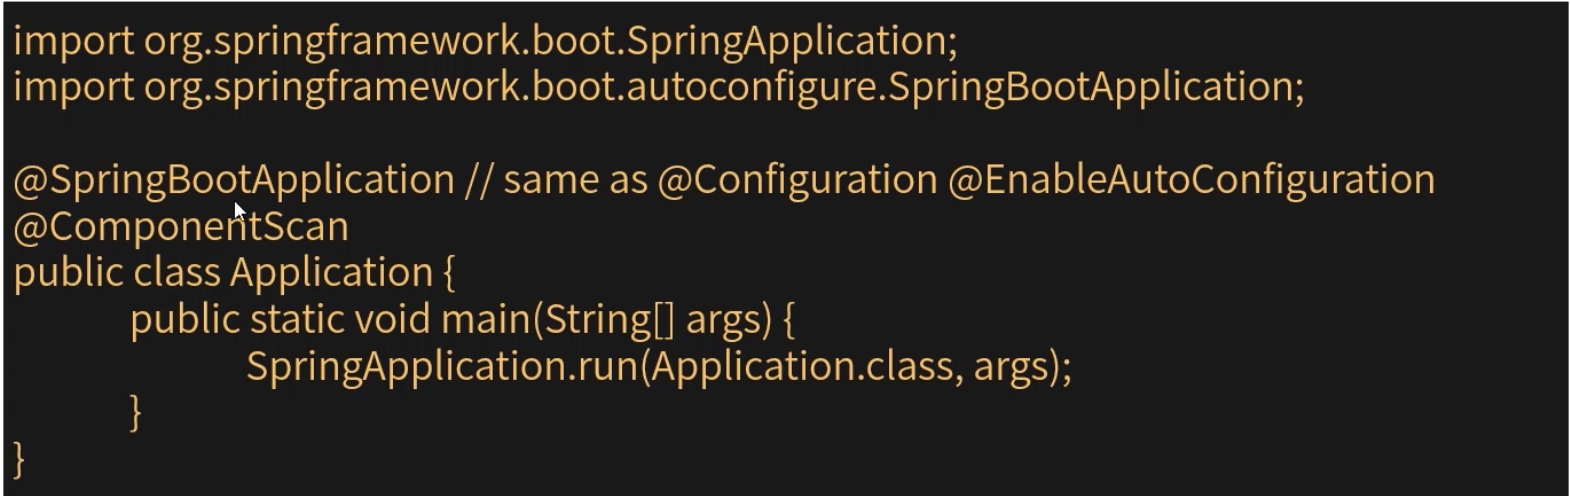 import org.springframework.boot.SpringApplication;
import org.springframework.boot.autoconfigure.SpringBootApplication;
@SpringBootApplication // same as @Configuration @EnableAutoConfiguration
@ComponentScan
public class Application {
public static void main(String[] args) {
SpringApplication.run(Application.class, args);
}
}